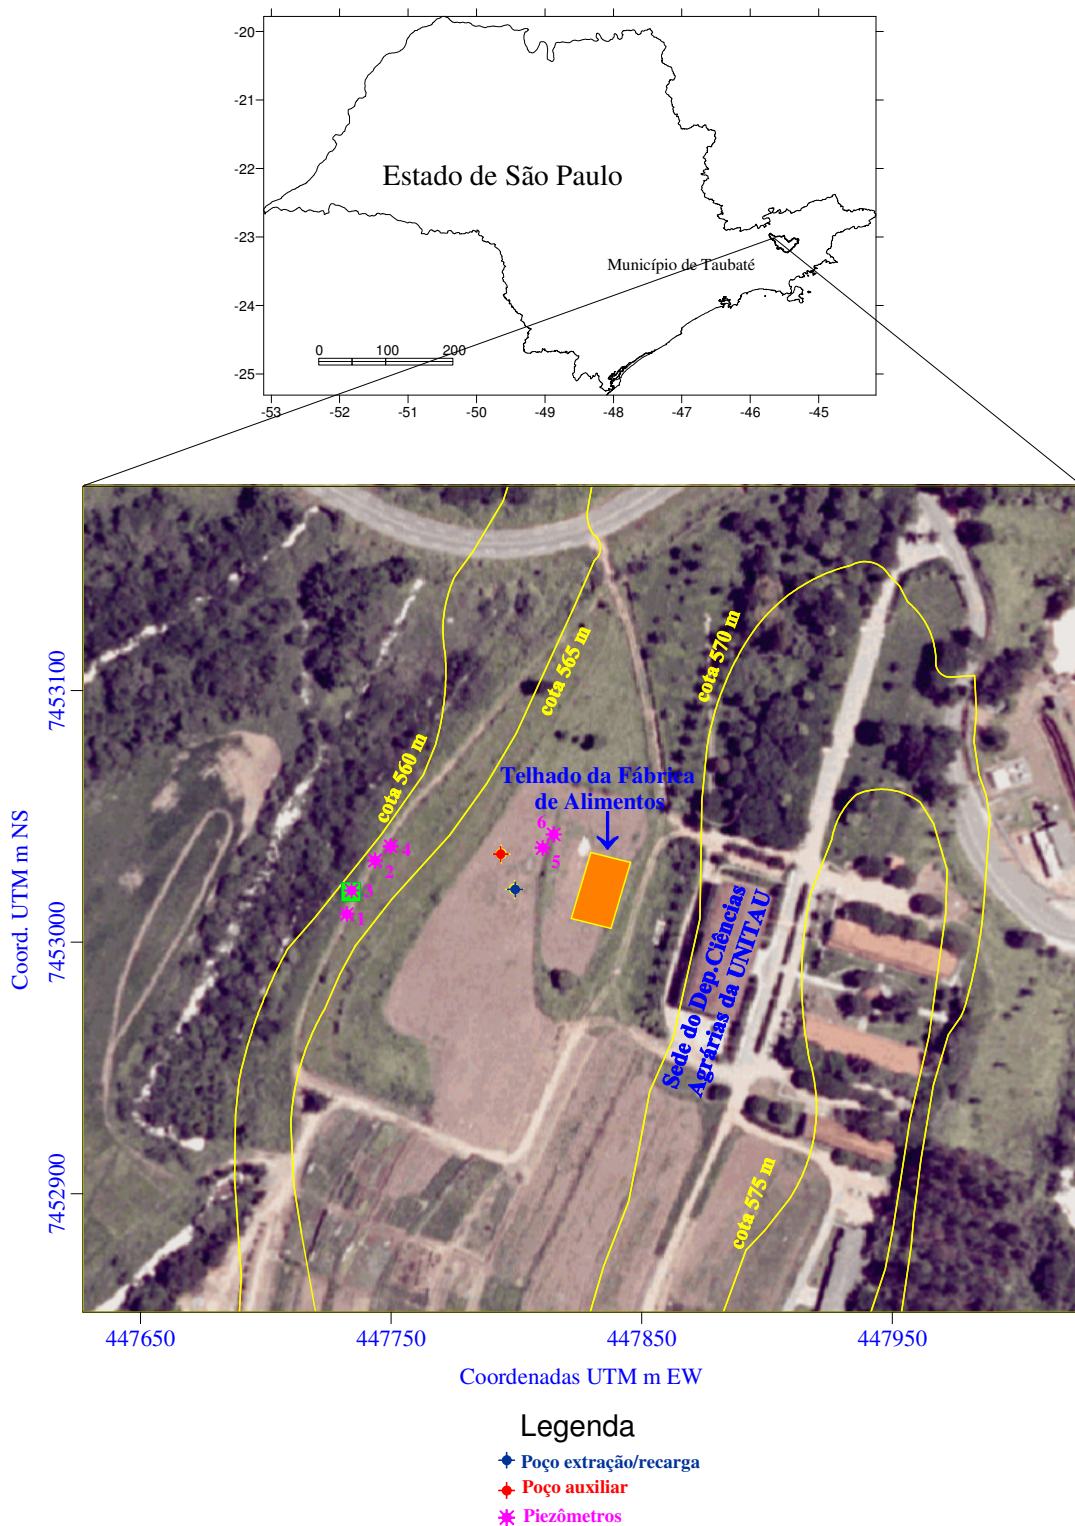 -20
-21
-22
-23
-24
-25
Estado de São Paulo
Município de Taubaté
0 100 200
-53 -52 -51 -50 -49 -48 -47 -46 -45
7453100
7453000
7452900
Coord. UTM m NS
cota 570 m
cota 565 m
cota 560 m
Telhado da Fábrica
de Alimentos
6
5
4
2
3
1
Sede do Dep.Ciências
Agrárias da UNITAU
cota 575 m
447650 447750 447850 447950
Coordenadas UTM m EW
Legenda
Poço extração/recarga
Poço auxiliar
Piezômetros